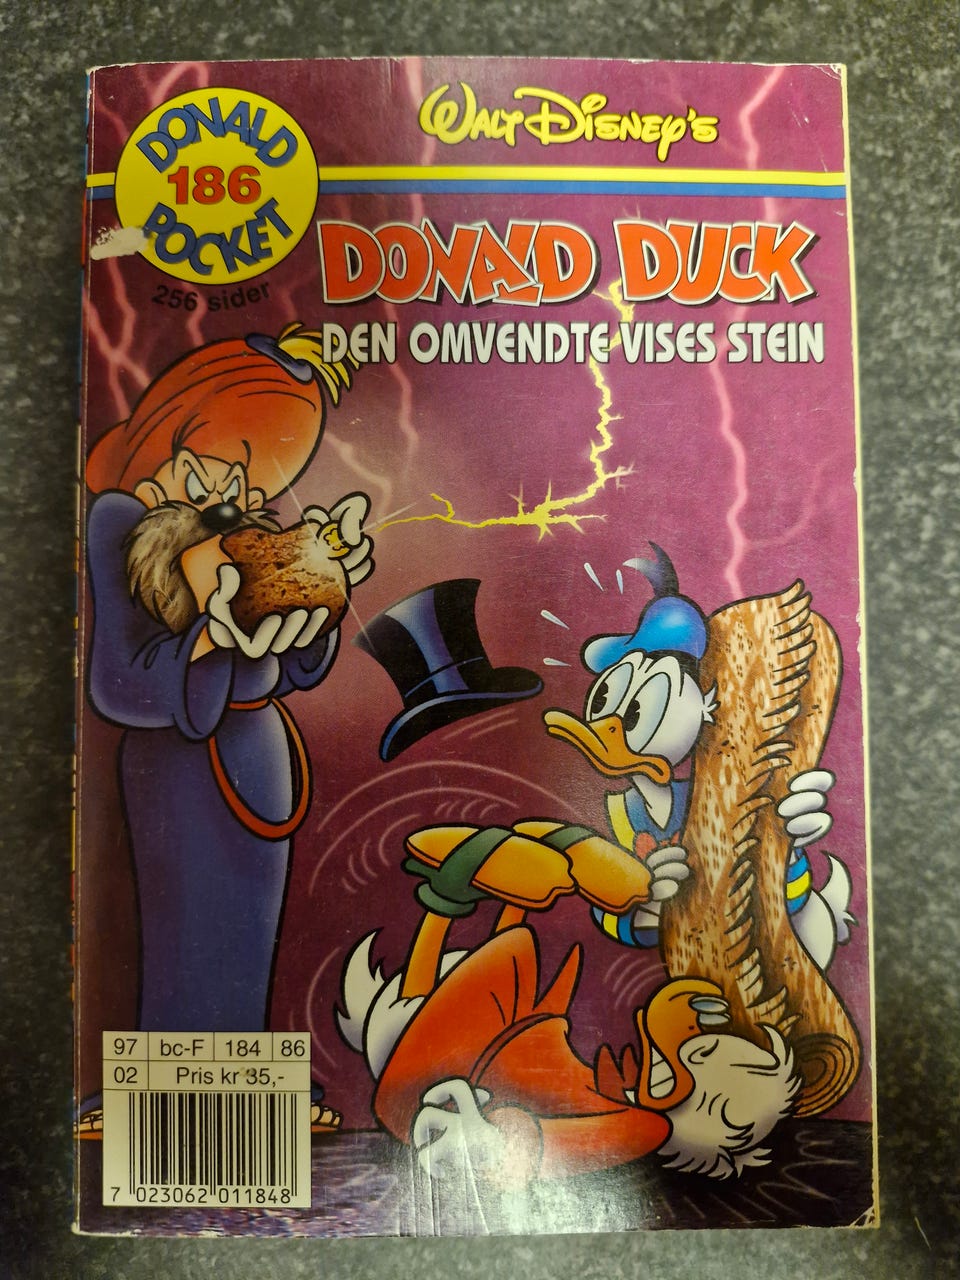 WALT DISNEY'S
DONALD
186
POCKET
256 sider
DONALD DUCK
DEN OMVENDTE VISES STEIN
97 bc-F 184 86
02 Pris kr 35,-
7 023062 011848